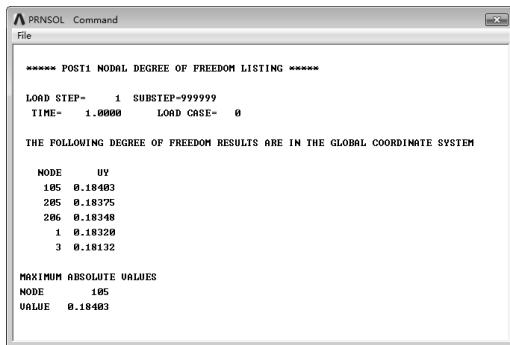 PRNSOL Command
File
***** POST1 NODAL DEGREE OF FREEDOM LISTING *****
LOAD STEP= 1 SUBSTEP=999999
TIME= 1.0000 LOAD CASE= 0
THE FOLLOWING DEGREE OF FREEDOM RESULTS ARE IN THE GLOBAL COORDINATE SYSTEM
NODE UY
105 0.18403
205 0.18375
206 0.18348
1 0.18320
3 0.18132
MAXIMUM ABSOLUTE VALUES
NODE 105
VALUE 0.18403